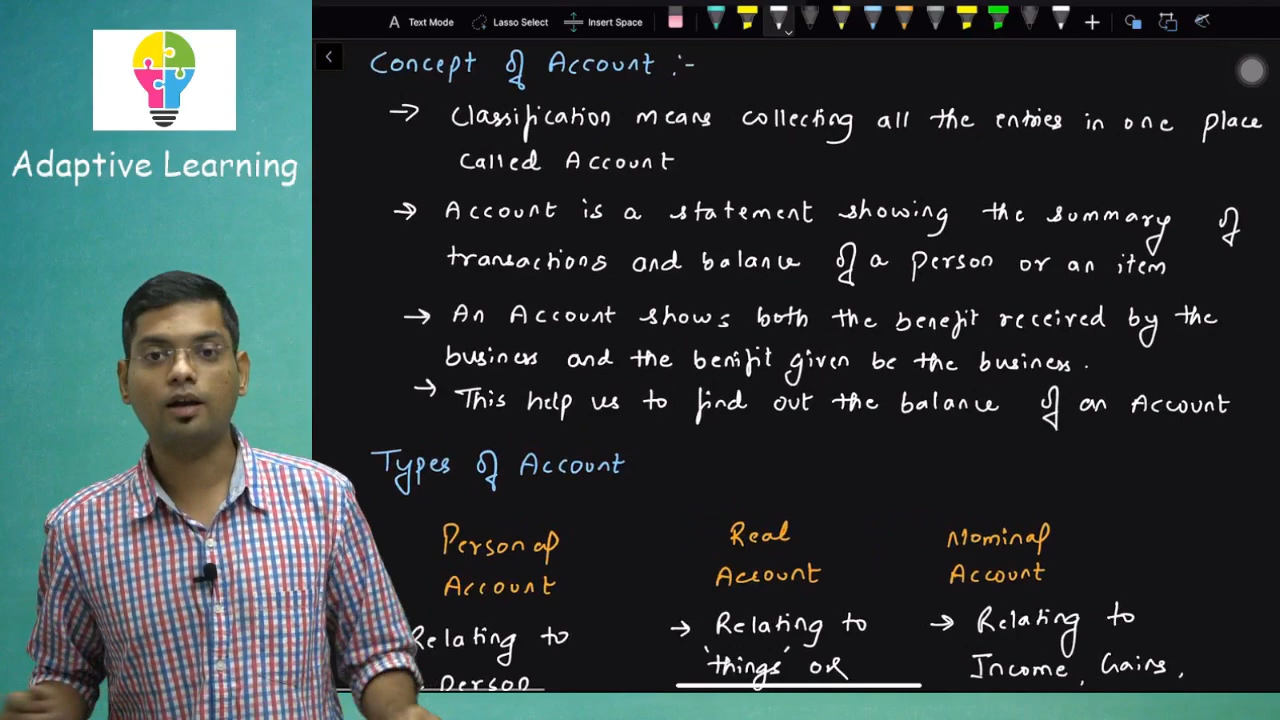 Text Mode
Lasso Select
Insert Space
Adaptive Learning
Concept of Account :-
→ Classification means collecting all the entries in one place
called Account
→ Account is a statement showing the summary of
transactions and balance of a person or an item
→ An Account shows both the benefit received by the
business and the benifit given be the business.
→ This help us to find out the balance of an Account
Types of Account
Personal
Account
Relating to
person
Real
Account
→ Relating to
'things' or
Nominal
Account
→ Relating to
Income, Gains,